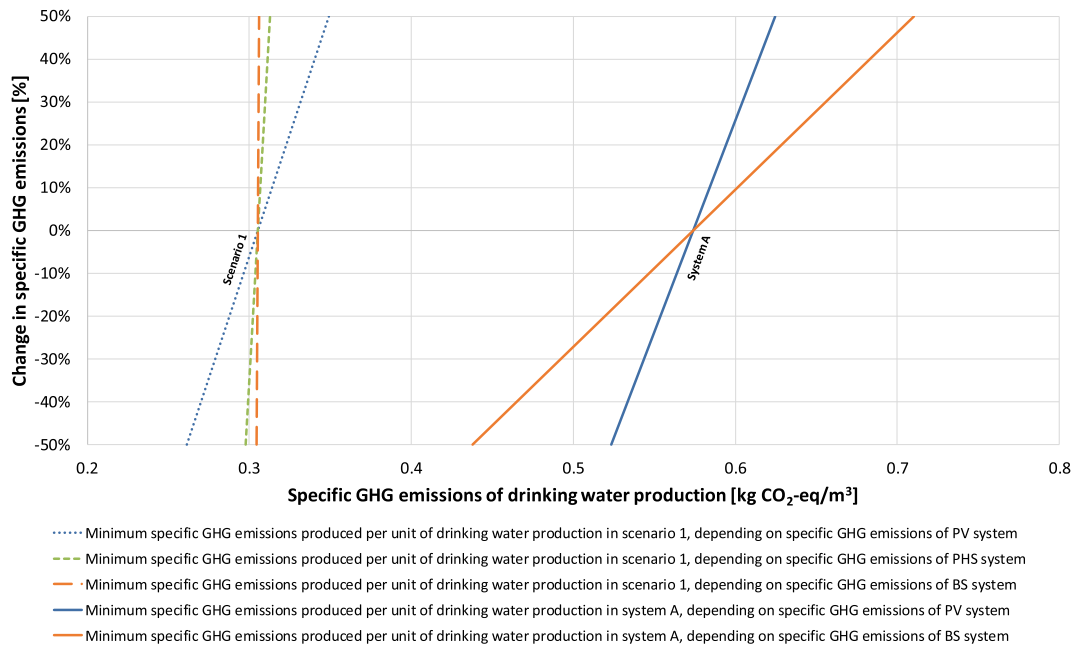 50%
40%
30%
20%
10%
0%
-10%
-20%
-30%
-40%
-50%
Change in specific GHG emissions [%]
Scenario 1
System A
0.2 0.3 0.4 0.5 0.6 0.7 0.8
Specific GHG emissions of drinking water production [kg CO₂-eq/m³]
Minimum specific GHG emissions produced per unit of drinking water production in scenario 1, depending on specific GHG emissions of PV system
Minimum specific GHG emissions produced per unit of drinking water production in scenario 1, depending on specific GHG emissions of PHS system
Minimum specific GHG emissions produced per unit of drinking water production in scenario 1, depending on specific GHG emissions of BS system
Minimum specific GHG emissions produced per unit of drinking water production in system A, depending on specific GHG emissions of PV system
Minimum specific GHG emissions produced per unit of drinking water production in system A, depending on specific GHG emissions of BS system